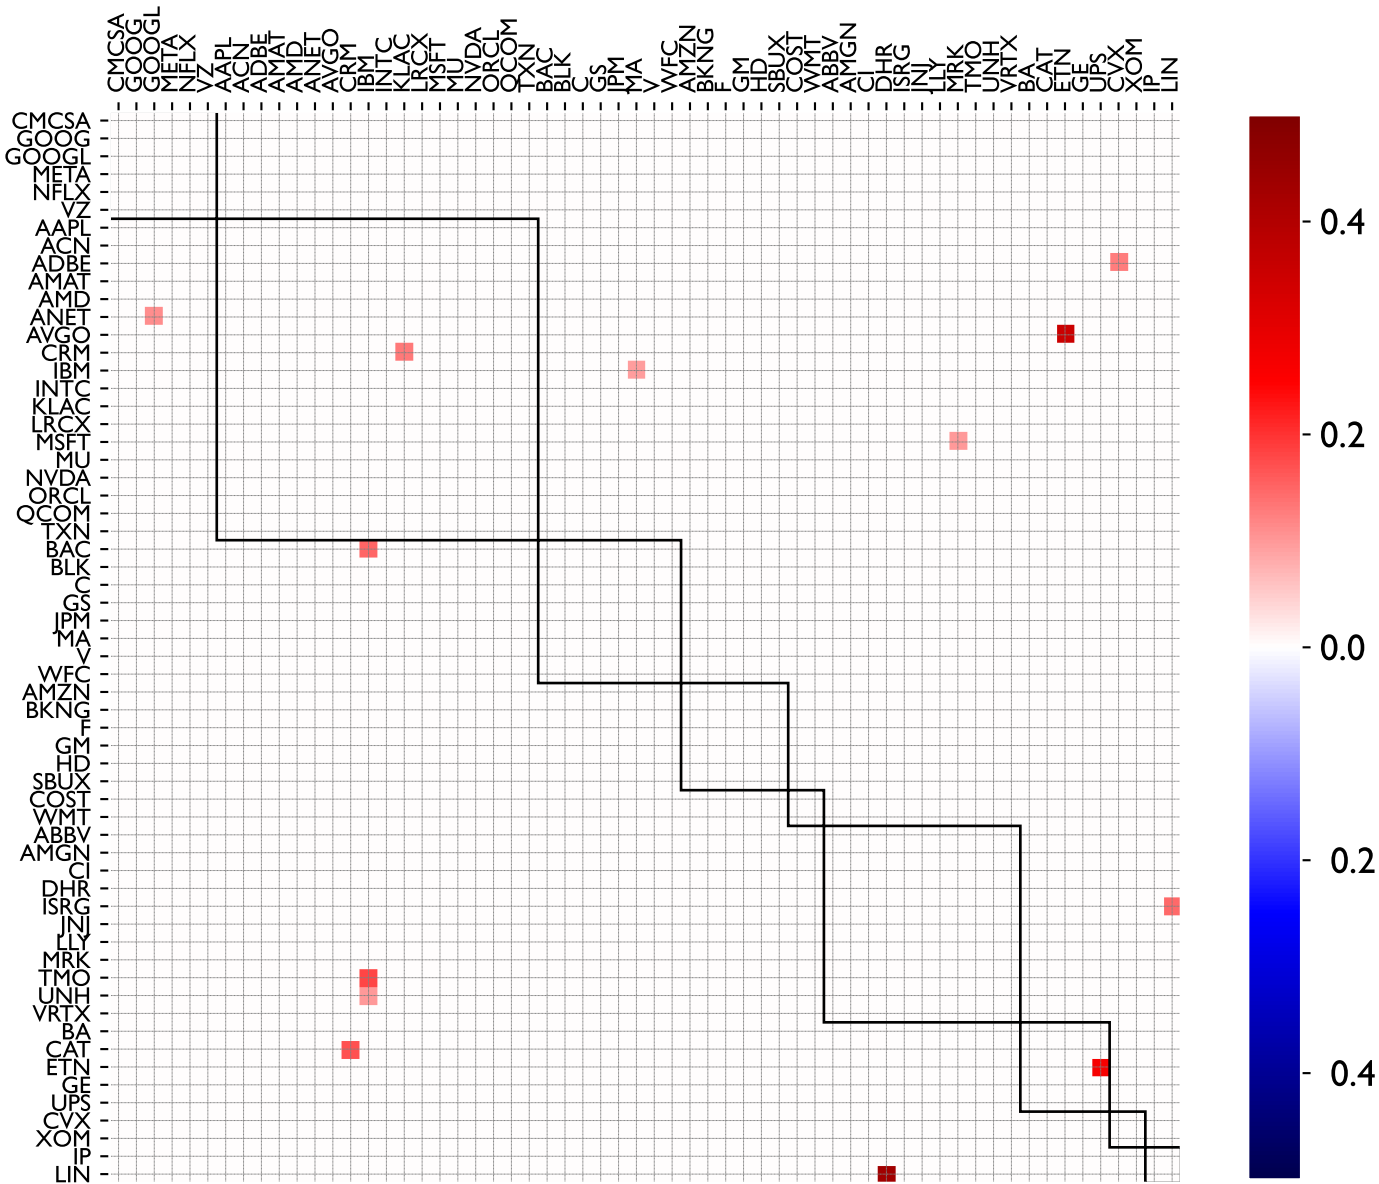 CMCSA GOOG GOOGL META NFLX VZ AAPL ACN ADBE AMAT AMD ANET AVGO CRM IBM INTC KLAC LRCX MSFT MU NVDA ORCL QCOM TXN BAC BLK C GS JPM MA V WFC AMZN BKNG F GM HD SBUX COST WMT ABBV AMGN CI DHR ISRG JNJ LLY MRK TMO UNH VRTX BA CAT ETN GE UPS CVX XOM IP LIN
CMCSA
GOOG
GOOGL
META
NFLX
VZ
AAPL
ACN
ADBE
AMAT
AMD
ANET
AVGO
CRM
IBM
INTC
KLAC
LRCX
MSFT
MU
NVDA
ORCL
QCOM
TXN
BAC
BLK
C
GS
JPM
MA
V
WFC
AMZN
BKNG
F
GM
HD
SBUX
COST
WMT
ABBV
AMGN
CI
DHR
ISRG
JNJ
LLY
MRK
TMO
UNH
VRTX
BA
CAT
ETN
GE
UPS
CVX
XOM
IP
LIN
0.4
0.2
0.0
0.2
0.4